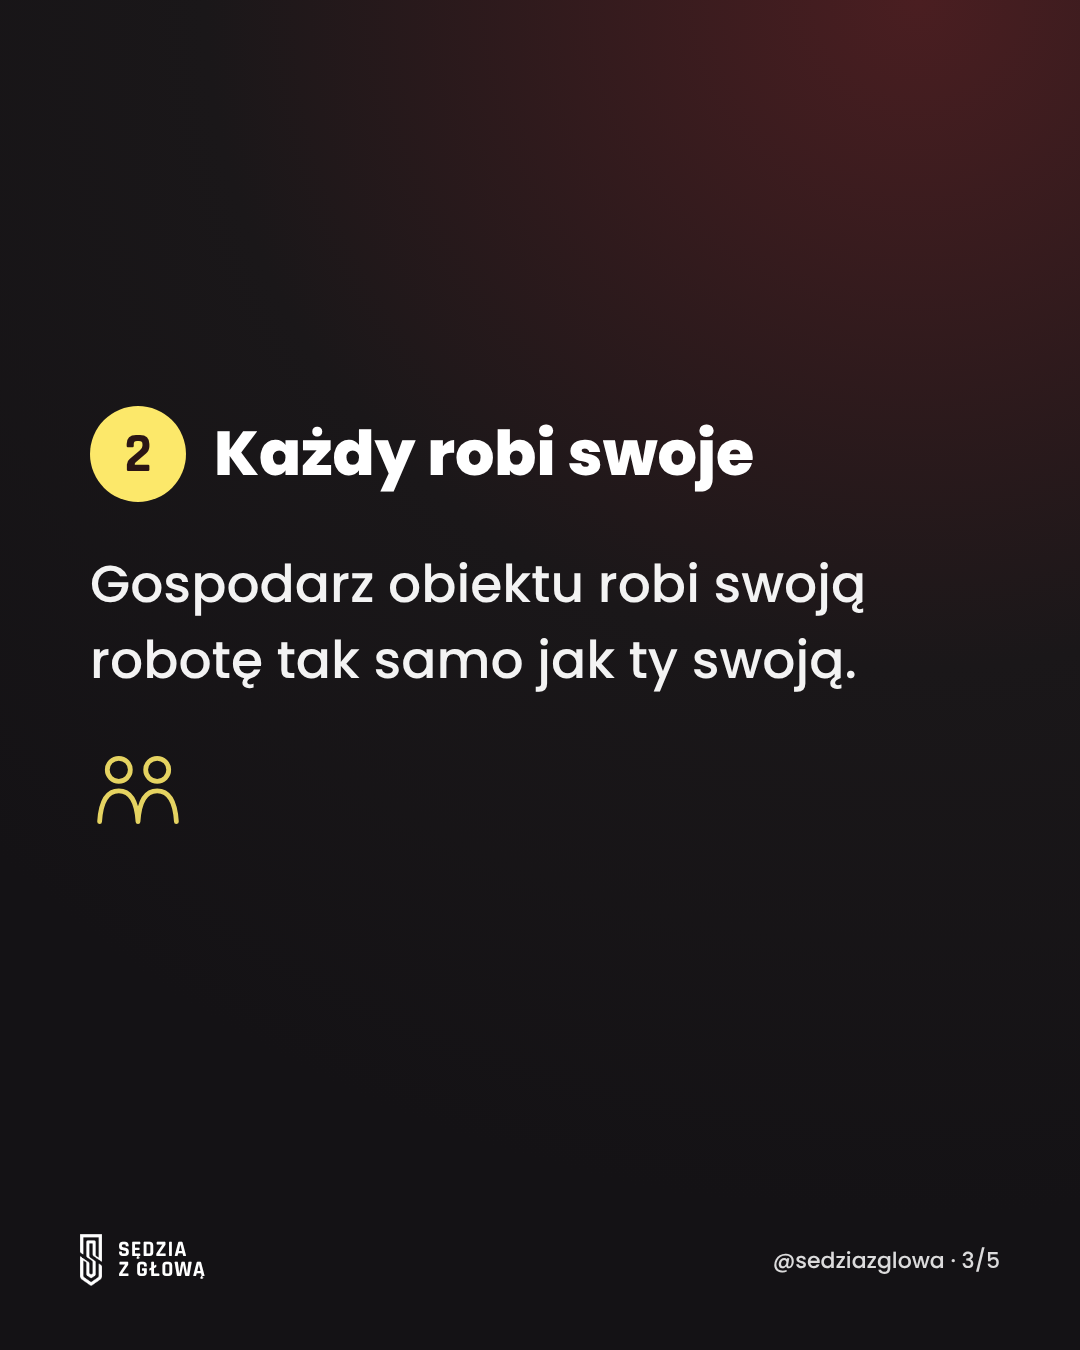 2 Każdy robi swoje
Gospodarz obiektu robi swoją
robotę tak samo jak ty swoją.
SĘDZIA
Z GŁOWĄ
@sedziazglowa · 3/5